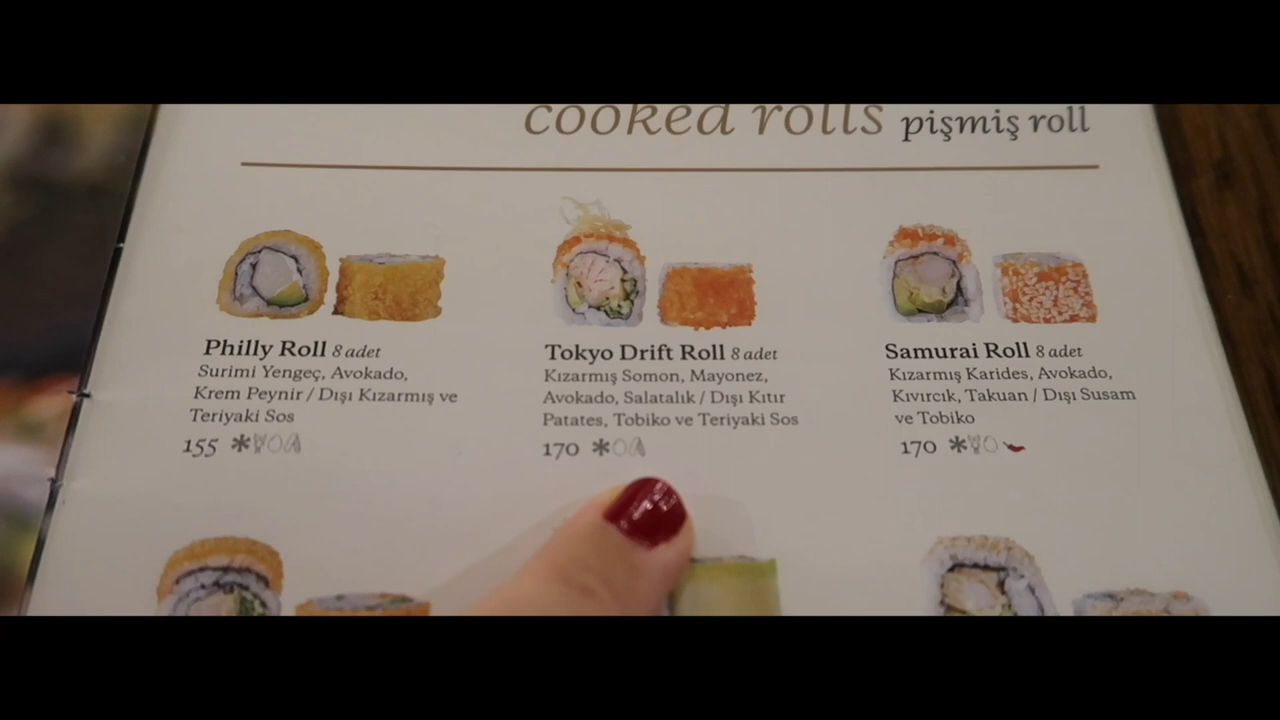 cooked rolls pişmiş roll
Philly Roll 8 adet
Surimi Yengeç, Avokado,
Krem Peynir / Dışı Kızarmış ve
Teriyaki Sos
155
Tokyo Drift Roll 8 adet
Kızarmış Somon, Mayonez,
Avokado, Salatalık / Dışı Kıtır
Patates, Tobiko ve Teriyaki Sos
170
Samurai Roll 8 adet
Kızarmış Karides, Avokado,
Kıvırcık, Takuan / Dışı Susam
ve Tobiko
170